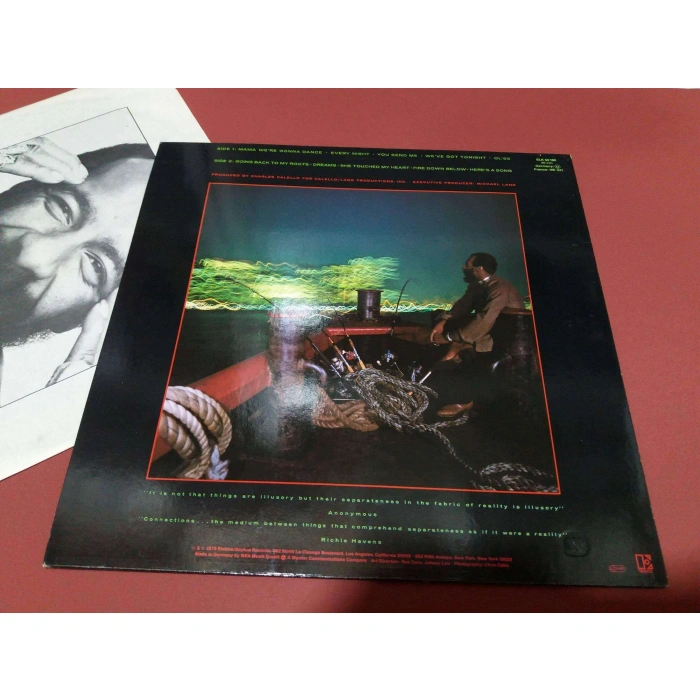 SIDE 1: MAMA WE'RE GONNA DANCE · EVERY NIGHT · YOU SEND ME · WE'VE GOT TONIGHT · OL'55
SIDE 2: GOING BACK TO MY ROOTS · DREAMS · SHE TOUCHED MY HEART · FIRE DOWN BELOW · HERE'S A SONG
PRODUCED BY CHARLES CALELLO FOR CALELLO/LANG PRODUCTIONS, INC. · EXECUTIVE PRODUCER: MICHAEL LANG
"It is not that things are illusory but their separateness in the fabric of reality is illusory"
Anonymous
"Connections...the medium between things that comprehend separateness as if it were a reality"
Richie Havens